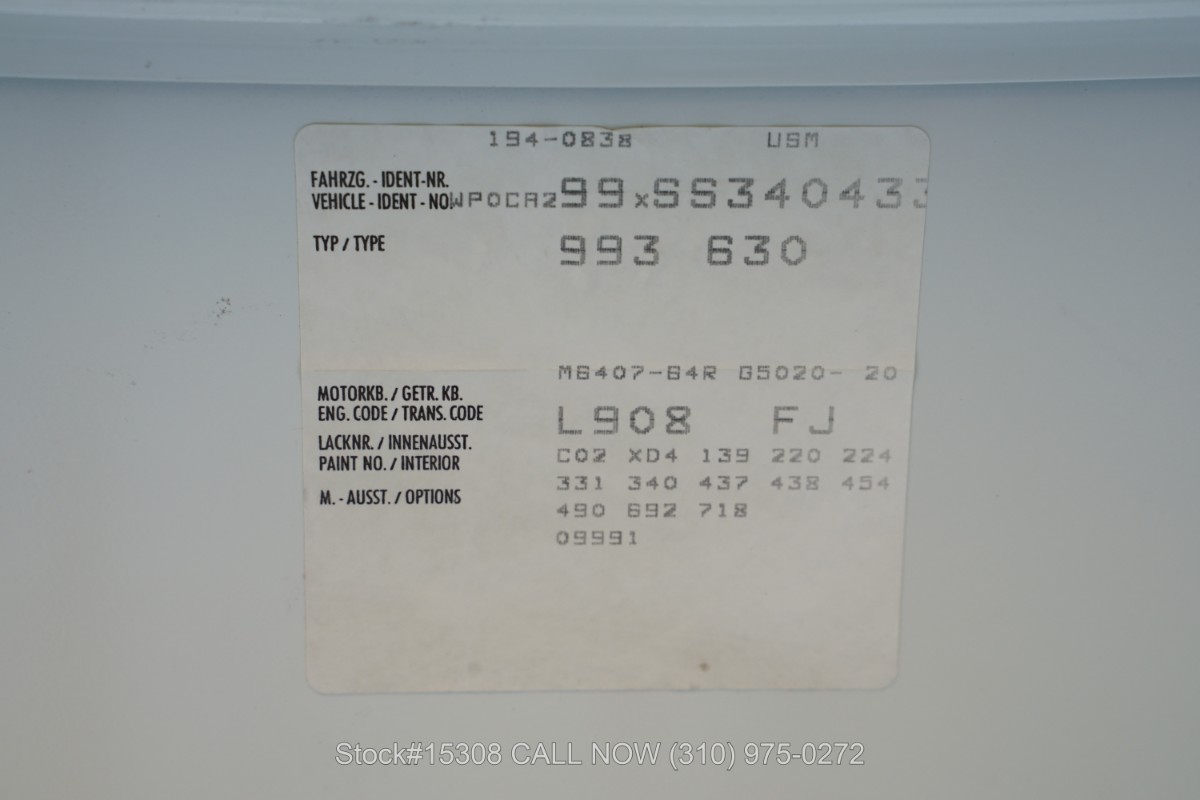 194-0838 USM
FAHRZG. - IDENT-NR.
VEHICLE - IDENT - NO. WP0CA299xSS340433
TYP / TYPE 993 630
M6407-64R G5020- 20
MOTORKB. / GETR. KB.
ENG. CODE / TRANS. CODE L908 FJ
LACKNR. / INNENAUSST.
PAINT NO. / INTERIOR C02 XD4 139 220 224
331 340 437 438 454
M. - AUSST. / OPTIONS 490 692 718
09991
Stock#15308 CALL NOW (310) 975-0272